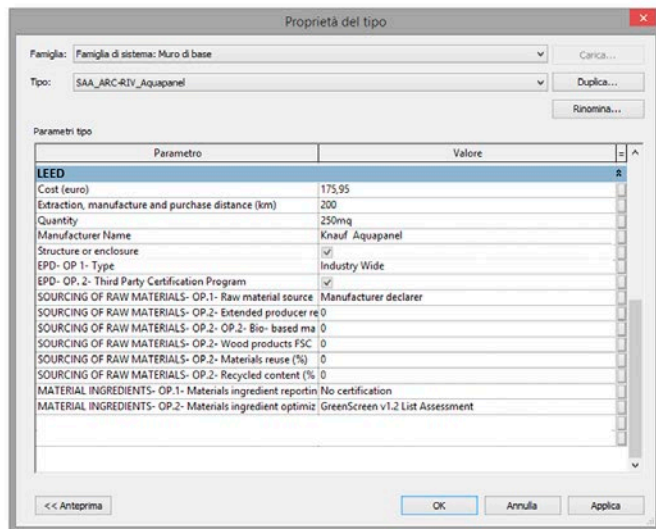 Proprietà del tipo
Famiglia: Famiglia di sistema: Muro di base Carica...
Tipo: SAA_ARC-RIV_Aquapanel Duplica...
Rinomina...
Parametri tipo
Parametro Valore =
LEED
Cost (euro) 175,95
Extraction, manufacture and purchase distance (km) 200
Quantity 250mq
Manufacturer Name Knauf Aquapanel
Structure or enclosure
EPD- OP 1- Type Industry Wide
EPD- OP. 2- Third Party Certification Program
SOURCING OF RAW MATERIALS- OP.1- Raw material source Manufacturer declarer
SOURCING OF RAW MATERIALS- OP.2- Extended producer re 0
SOURCING OF RAW MATERIALS- OP.2- OP.2- Bio- based ma 0
SOURCING OF RAW MATERIALS- OP.2- Wood products FSC 0
SOURCING OF RAW MATERIALS- OP.2- Materials reuse (%) 0
SOURCING OF RAW MATERIALS- OP.2- Recycled content (% 0
MATERIAL INGREDIENTS- OP.1- Materials ingredient reportin No certification
MATERIAL INGREDIENTS- OP.2- Materials ingredient optimiz GreenScreen v1.2 List Assessment
<< Anteprima OK Annulla Applica